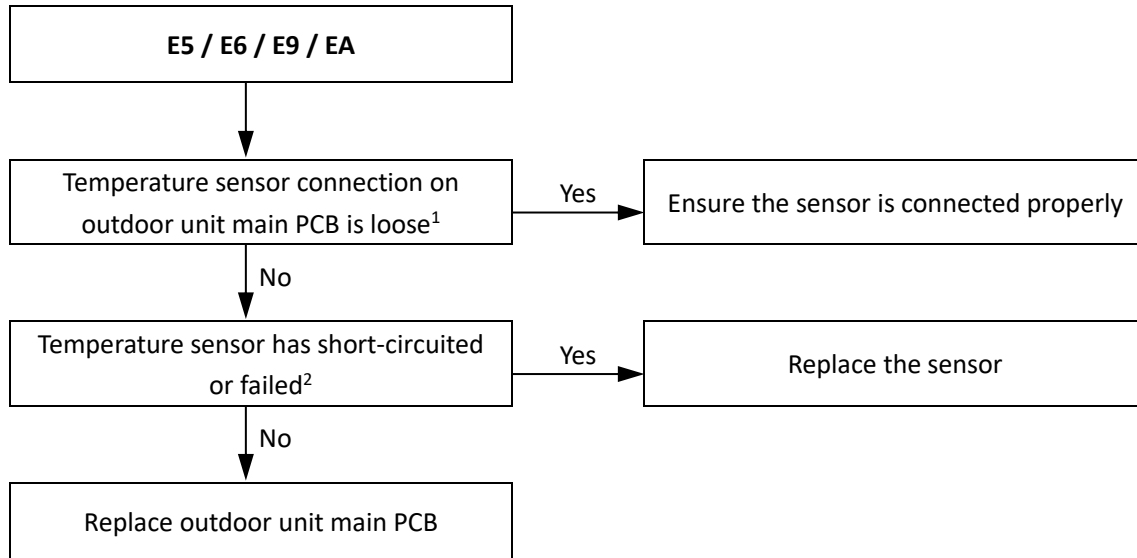 E5 / E6 / E9 / EA
Temperature sensor connection on
outdoor unit main PCB is loose¹
Yes
Ensure the sensor is connected properly
No
Temperature sensor has short-circuited
or failed²
Yes
Replace the sensor
No
Replace outdoor unit main PCB